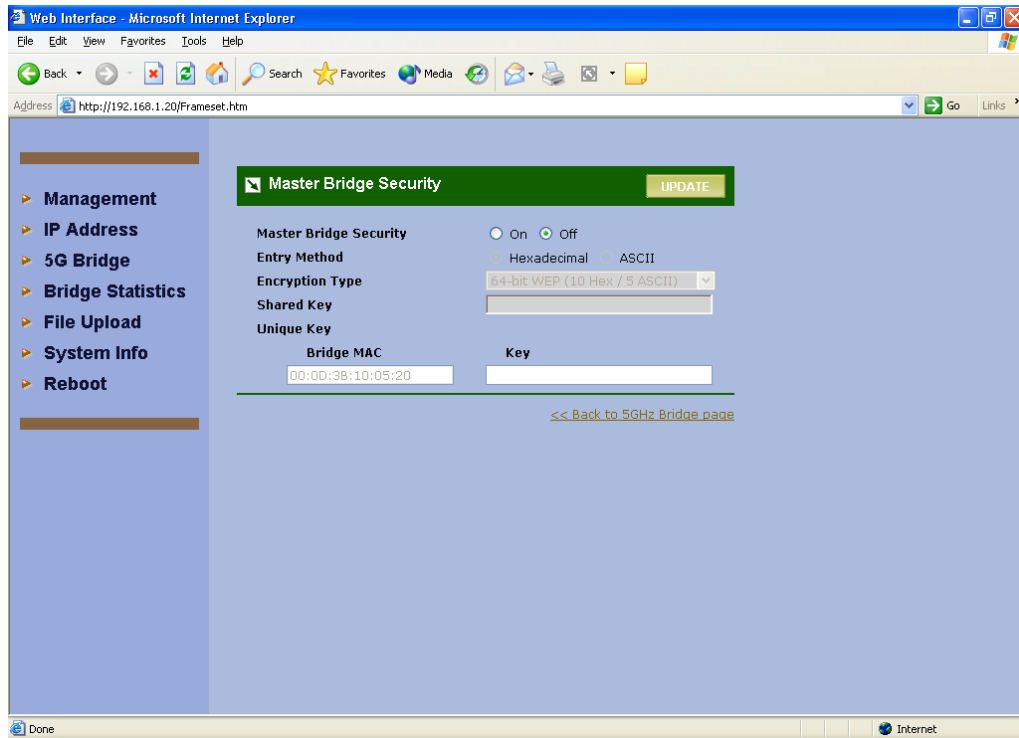 Web Interface - Microsoft Internet Explorer
File Edit View Favorites Tools Help
Back Search Favorites Media
Address http://192.168.1.20/Frameset.htm Go Links
Management
IP Address
5G Bridge
Bridge Statistics
File Upload
System Info
Reboot
Master Bridge Security UPDATE
Master Bridge Security On Off
Entry Method Hexadecimal ASCII
Encryption Type 64-bit WEP (10 Hex / 5 ASCII)
Shared Key
Unique Key
Bridge MAC Key
00:0D:3B:10:05:20
<< Back to 5GHz Bridge page
Done Internet